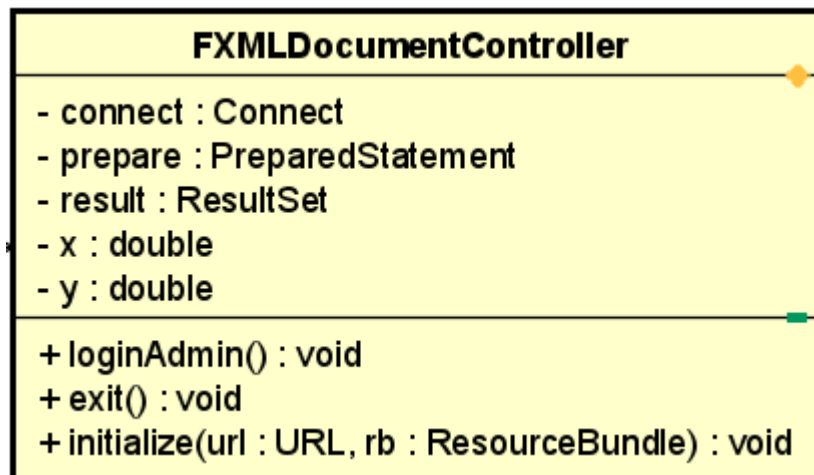 FXMLDocumentController
- connect : Connect
- prepare : PreparedStatement
- result : ResultSet
- x : double
- y : double
+ loginAdmin() : void
+ exit() : void
+ initialize(url : URL, rb : ResourceBundle) : void